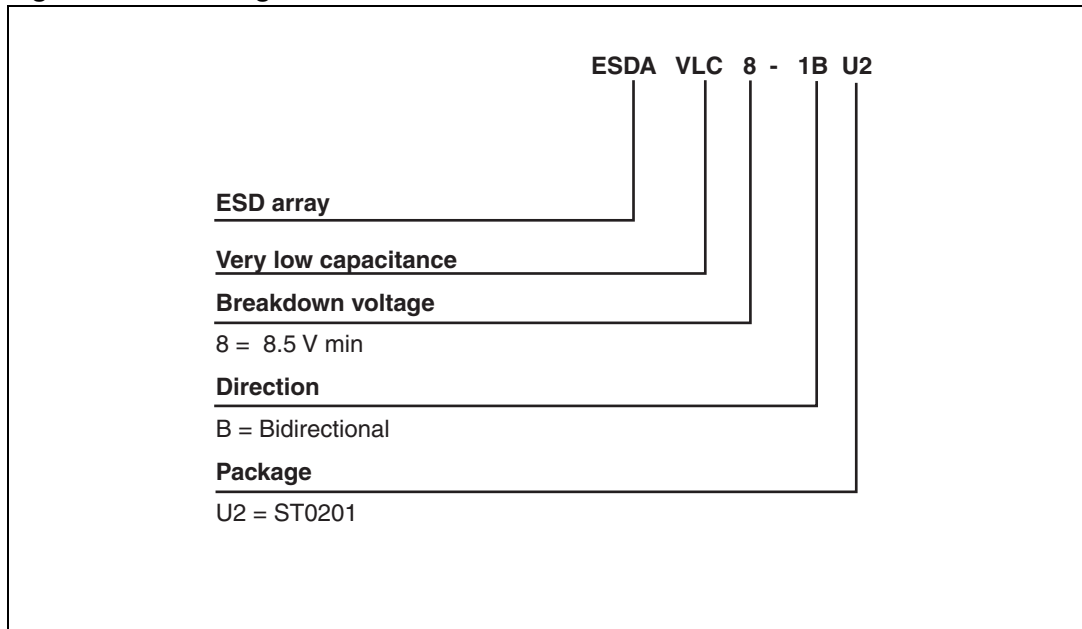 ESDA VLC 8 - 1B U2
ESD array
Very low capacitance
Breakdown voltage
8 = 8.5 V min
Direction
B = Bidirectional
Package
U2 = ST0201